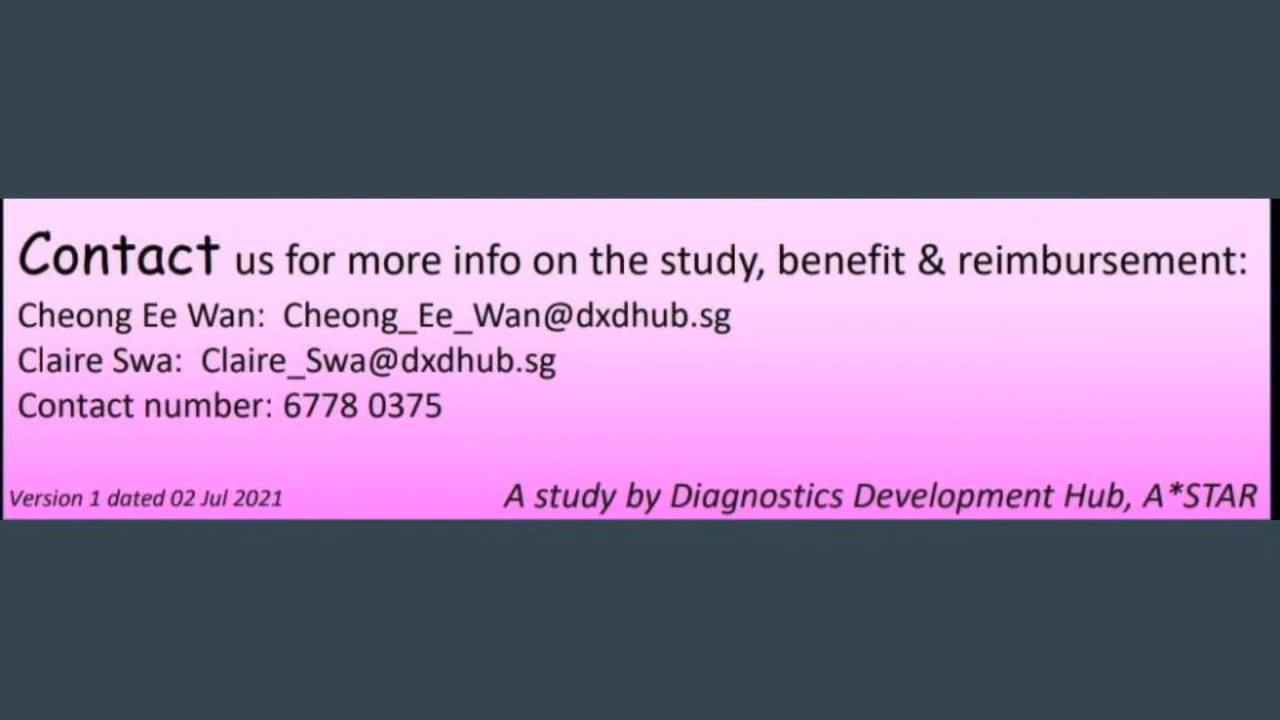 Contact us for more info on the study, benefit & reimbursement:
Cheong Ee Wan: Cheong_Ee_Wan@dxdhub.sg
Claire Swa: Claire_Swa@dxdhub.sg
Contact number: 6778 0375
Version 1 dated 02 Jul 2021
A study by Diagnostics Development Hub, A*STAR